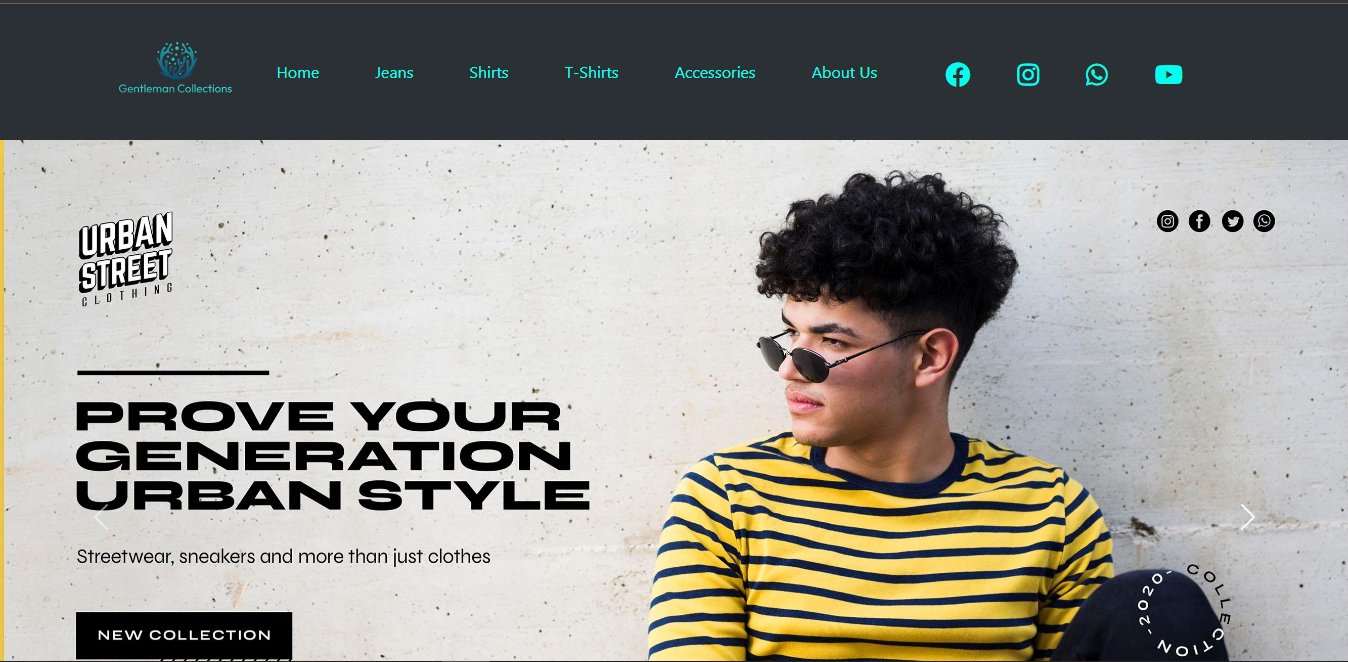 Gentleman Collections
Home
Jeans
Shirts
T-Shirts
Accessories
About Us
URBAN
STREET
CLOTHING
PROVE YOUR
GENERATION
URBAN STYLE
Streetwear, sneakers and more than just clothes
NEW COLLECTION
COLLECTION - 2020-